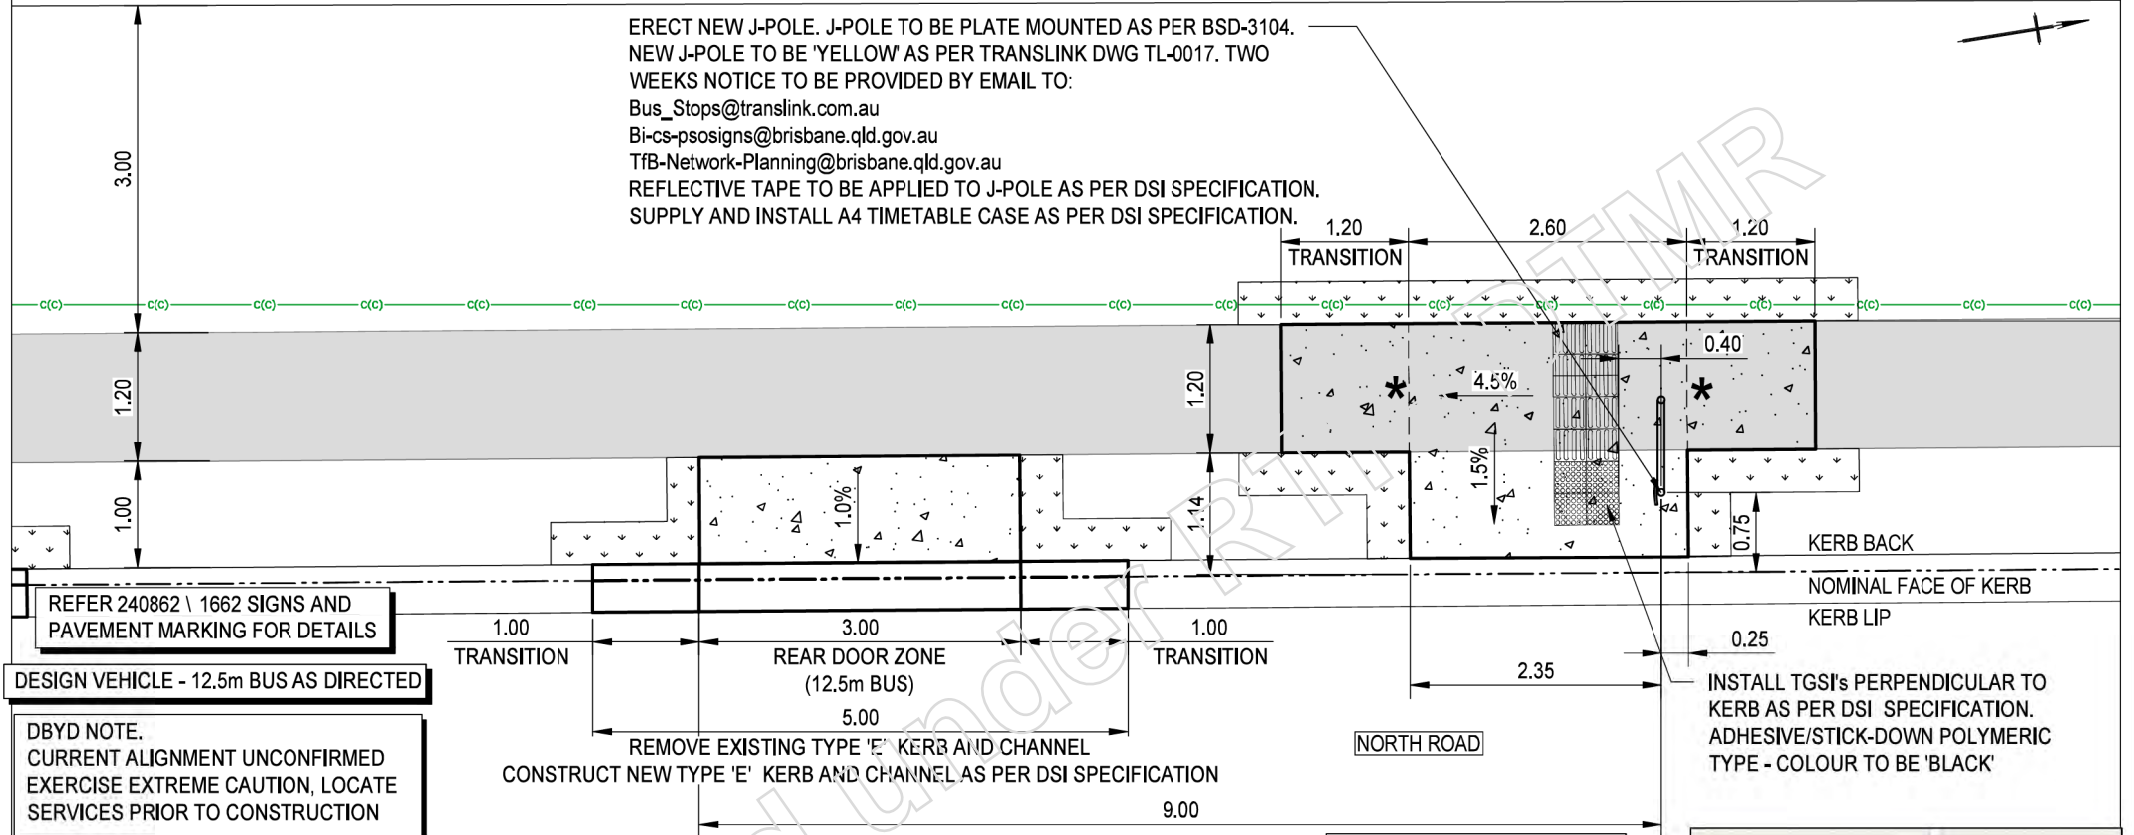 ERECT NEW J-POLE. J-POLE TO BE PLATE MOUNTED AS PER BSD-3104.
NEW J-POLE TO BE 'YELLOW' AS PER TRANSLINK DWG TL-0017. TWO
WEEKS NOTICE TO BE PROVIDED BY EMAIL TO:
Bus_Stops@translink.com.au
Bi-cs-psosigns@brisbane.qld.gov.au
TfB-Network-Planning@brisbane.qld.gov.au
REFLECTIVE TAPE TO BE APPLIED TO J-POLE AS PER DSI SPECIFICATION.
SUPPLY AND INSTALL A4 TIMETABLE CASE AS PER DSI SPECIFICATION.
3.00
1.20 2.60 1.20
TRANSITION TRANSITION
C(C) C(C) C(C) C(C) C(C) C(C) C(C) C(C) C(C) C(C) C(C) C(C) C(C) C(C) C(C) C(C) C(C) C(C) C(C) C(C)
1.20
1.20
0.40
* 4.5% *
1.00
1.0%
1.14
1.5%
0.75
KERB BACK
NOMINAL FACE OF KERB
KERB LIP
REFER 240862 \ 1662 SIGNS AND
PAVEMENT MARKING FOR DETAILS
1.00 3.00 1.00
TRANSITION REAR DOOR ZONE TRANSITION
(12.5m BUS)
0.25
2.35
DESIGN VEHICLE - 12.5m BUS AS DIRECTED
5.00
REMOVE EXISTING TYPE 'E' KERB AND CHANNEL
CONSTRUCT NEW TYPE 'E' KERB AND CHANNEL AS PER DSI SPECIFICATION
NORTH ROAD
INSTALL TGSI's PERPENDICULAR TO
KERB AS PER DSI SPECIFICATION.
ADHESIVE/STICK-DOWN POLYMERIC
TYPE - COLOUR TO BE 'BLACK'
DBYD NOTE.
CURRENT ALIGNMENT UNCONFIRMED
EXERCISE EXTREME CAUTION, LOCATE
SERVICES PRIOR TO CONSTRUCTION
9.00
under RTI DTMR